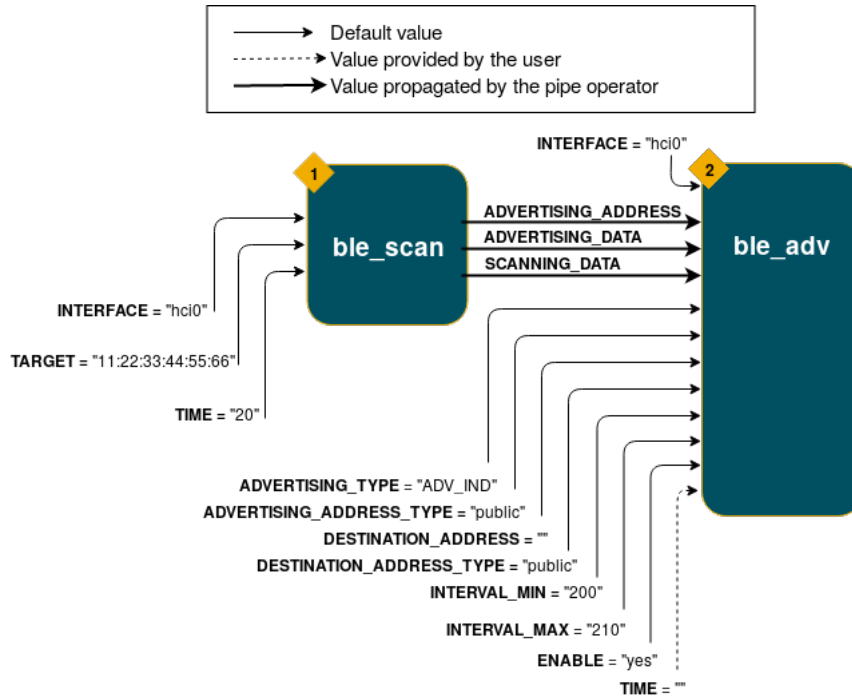 Default value
Value provided by the user
Value propagated by the pipe operator
INTERFACE = "hci0"
1
2
ADVERTISING_ADDRESS
ADVERTISING_DATA
SCANNING_DATA
ble_scan
ble_adv
INTERFACE = "hci0"
TARGET = "11:22:33:44:55:66"
TIME = "20"
ADVERTISING_TYPE = "ADV_IND"
ADVERTISING_ADDRESS_TYPE = "public"
DESTINATION_ADDRESS = ""
DESTINATION_ADDRESS_TYPE = "public"
INTERVAL_MIN = "200"
INTERVAL_MAX = "210"
ENABLE = "yes"
TIME = ""